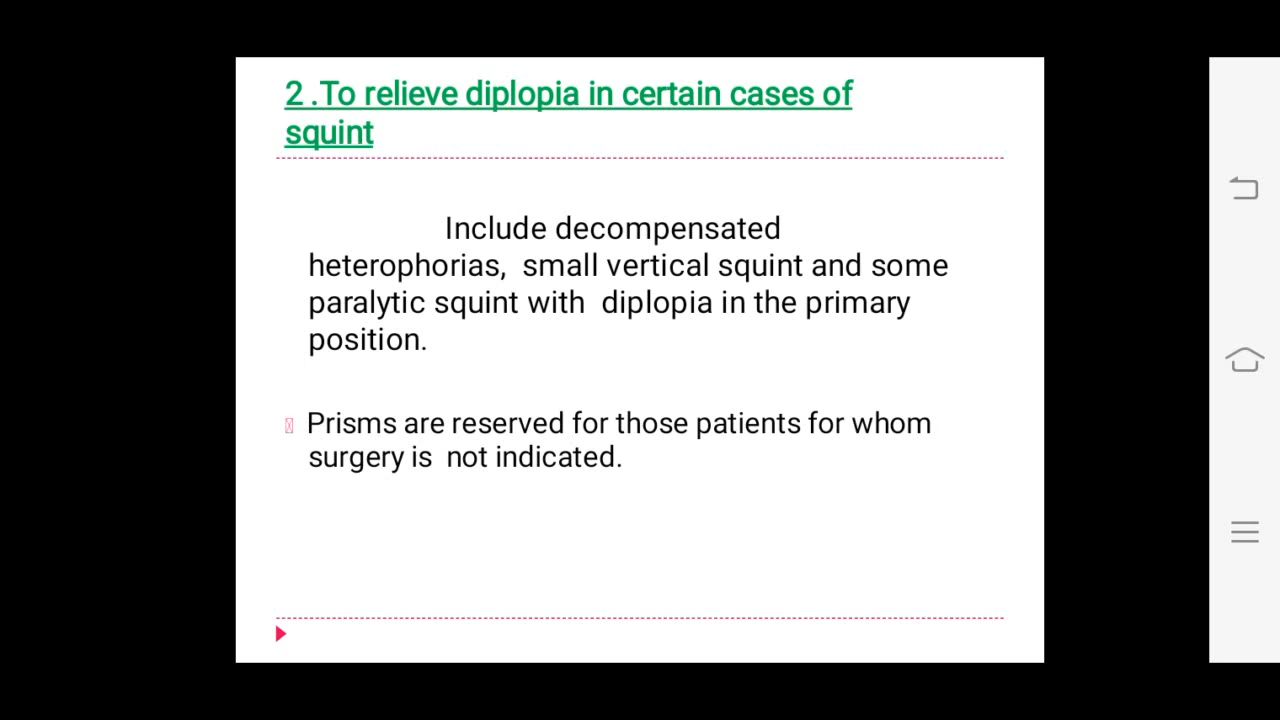 2 .To relieve diplopia in certain cases of
squint
Include decompensated
heterophorias, small vertical squint and some
paralytic squint with diplopia in the primary
position.
Prisms are reserved for those patients for whom
surgery is not indicated.